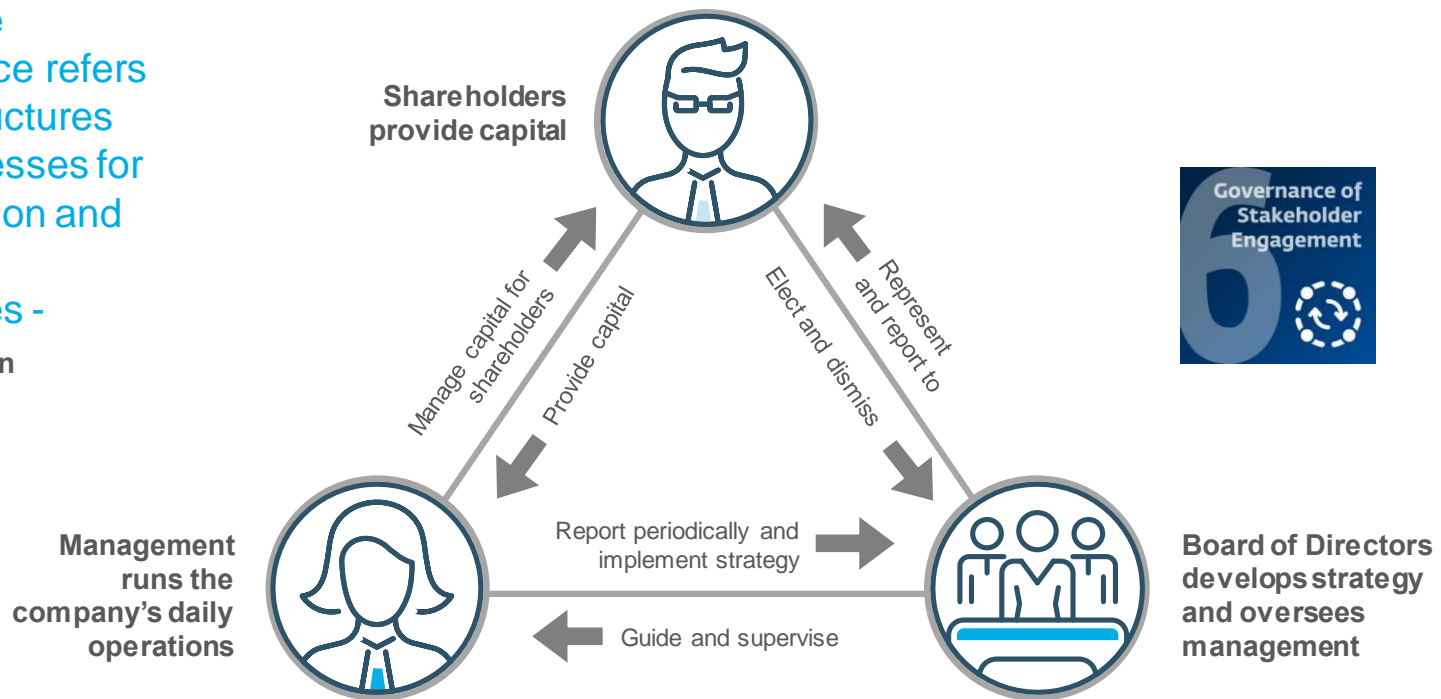 ce refers
uctures
esses for
on and
es -
n
Shareholders
provide capital
Governance of
Stakeholder
Engagement
6
Manage capital for
shareholders
Provide capital
Elect and dismiss
Represent
and report to
Report periodically and
implement strategy
Guide and supervise
Management
runs the
company’s daily
operations
Board of Directors
develops strategy
and oversees
management